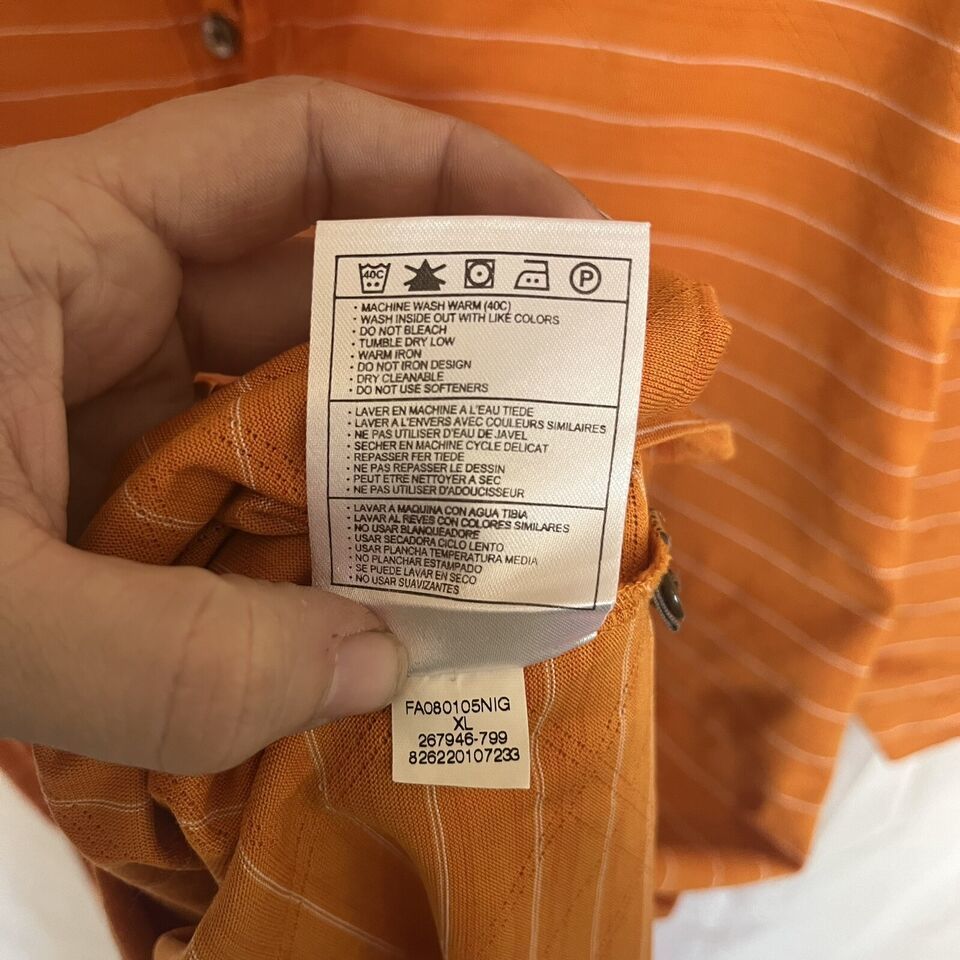 40C P
· MACHINE WASH WARM (40C)
· WASH INSIDE OUT WITH LIKE COLORS
· DO NOT BLEACH
· TUMBLE DRY LOW
· WARM IRON
· DO NOT IRON DESIGN
· DRY CLEANABLE
· DO NOT USE SOFTENERS
· LAVER EN MACHINE A L'EAU TIEDE
· LAVER A L'ENVERS AVEC COULEURS SIMILAIRES
· NE PAS UTILISER D'EAU DE JAVEL
· SECHER EN MACHINE CYCLE DELICAT
· REPASSER FER TIEDE
· NE PAS REPASSER LE DESSIN
· PEUT ETRE NETTOYER A SEC
· NE PAS UTILISER D'ADOUCISSEUR
· LAVAR A MAQUINA CON AGUA TIBIA
· LAVAR AL REVES CON COLORES SIMILARES
· NO USAR BLANQUEADORE
· USAR SECADORA CICLO LENTO
· USAR PLANCHA TEMPERATURA MEDIA
· NO PLANCHAR ESTAMPADO
· SE PUEDE LAVAR EN SECO
· NO USAR SUAVIZANTES
FA080105NIG
XL
267946-799
826220107233